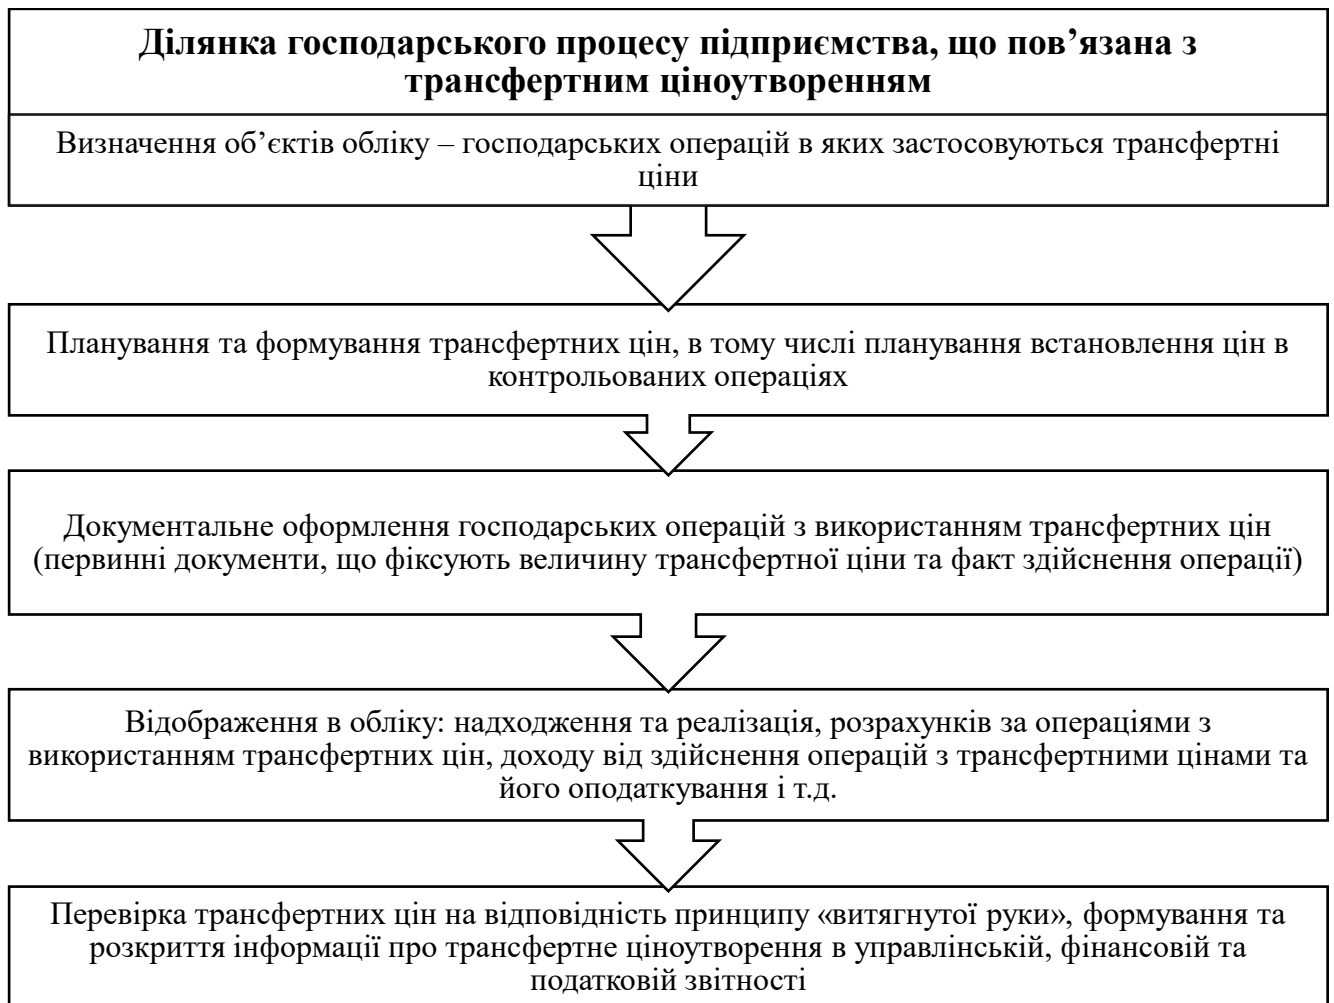 Ділянка господарського процесу підприємства, що пов’язана з
трансфертним ціноутворенням
Визначення об’єктів обліку – господарських операцій в яких застосовуються трансфертні
ціни
Планування та формування трансфертних цін, в тому числі планування встановлення цін в
контрольованих операціях
Документальне оформлення господарських операцій з використанням трансфертних цін
(первинні документи, що фіксують величину трансфертної ціни та факт здійснення операції)
Відображення в обліку: надходження та реалізація, розрахунків за операціями з
використанням трансфертних цін, доходу від здійснення операцій з трансфертними цінами та
його оподаткування і т.д.
Перевірка трансфертних цін на відповідність принципу «витягнутої руки», формування та
розкриття інформації про трансфертне ціноутворення в управлінській, фінансовій та
податковій звітності